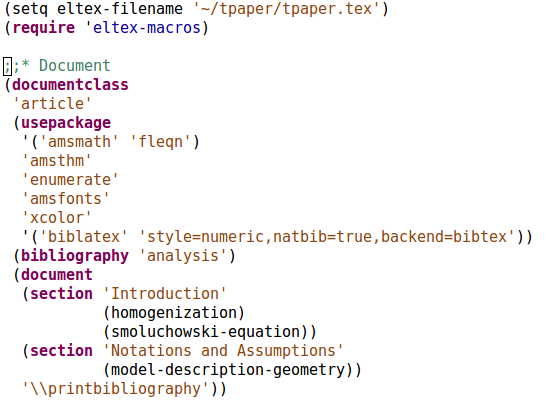 (setq eltex-filename '~/tpaper/tpaper.tex')
(require 'eltex-macros)
;;* Document
(documentclass
'article'
(usepackage
'('amsmath' 'fleqn')
'amsthm'
'enumerate'
'amsfonts'
'xcolor'
'('biblatex' 'style=numeric,natbib=true,backend=bibtex'))
(bibliography 'analysis')
(document
(section 'Introduction'
(homogenization)
(smoluchowski-equation))
(section 'Notations and Assumptions'
(model-description-geometry))
'\\printbibliography'))